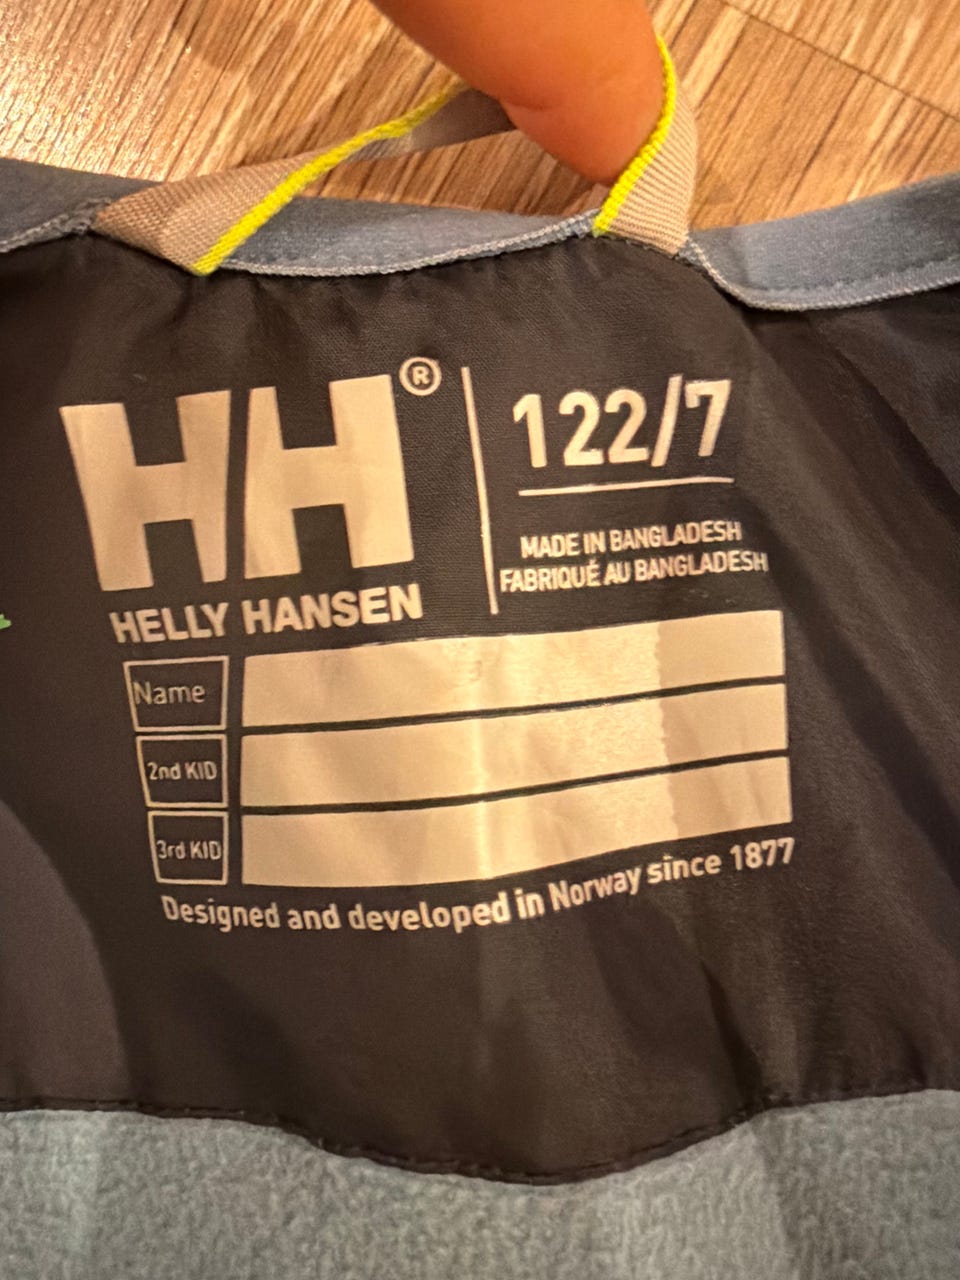 HH®
HELLY HANSEN
122/7
MADE IN BANGLADESH
FABRIQUÉ AU BANGLADESH
Name
2nd KID
3rd KID
Designed and developed in Norway since 1877